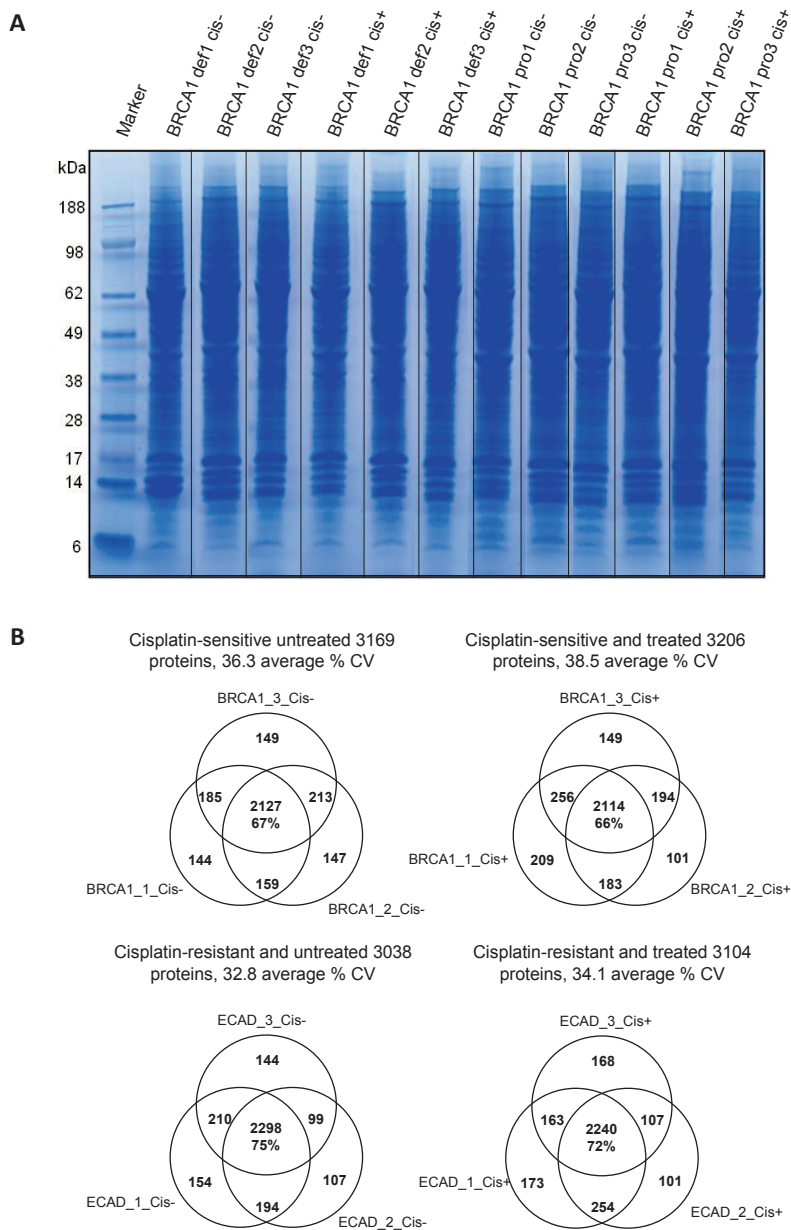 A
Marker
BRCA1 def1 cis-
BRCA1 def2 cis-
BRCA1 def3 cis-
BRCA1 def1 cis+
BRCA1 def2 cis+
BRCA1 def3 cis+
BRCA1 pro1 cis-
BRCA1 pro2 cis-
BRCA1 pro3 cis-
BRCA1 pro1 cis+
BRCA1 pro2 cis+
BRCA1 pro3 cis+
kDa
188
98
62
49
38
28
17
14
6
B
Cisplatin-sensitive untreated 3169
proteins, 36.3 average % CV
BRCA1_3_Cis-
149
185
2127
67%
213
144
159
147
BRCA1_1_Cis-
BRCA1_2_Cis-
Cisplatin-sensitive and treated 3206
proteins, 38.5 average % CV
BRCA1_3_Cis+
149
256
2114
66%
194
BRCA1_1_Cis+
209
183
101
BRCA1_2_Cis+
Cisplatin-resistant and untreated 3038
proteins, 32.8 average % CV
ECAD_3_Cis-
144
210
2298
75%
99
154
194
107
ECAD_1_Cis-
ECAD_2_Cis-
Cisplatin-resistant and treated 3104
proteins, 34.1 average % CV
ECAD_3_Cis+
168
163
2240
72%
107
ECAD_1_Cis+
173
254
101
ECAD_2_Cis+